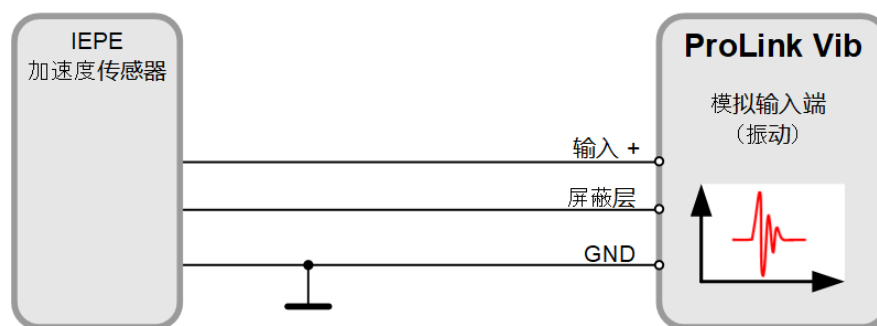 IEPE
加速度传感器
ProLink Vib
模拟输入端
（振动）
输入 +
屏蔽层
GND